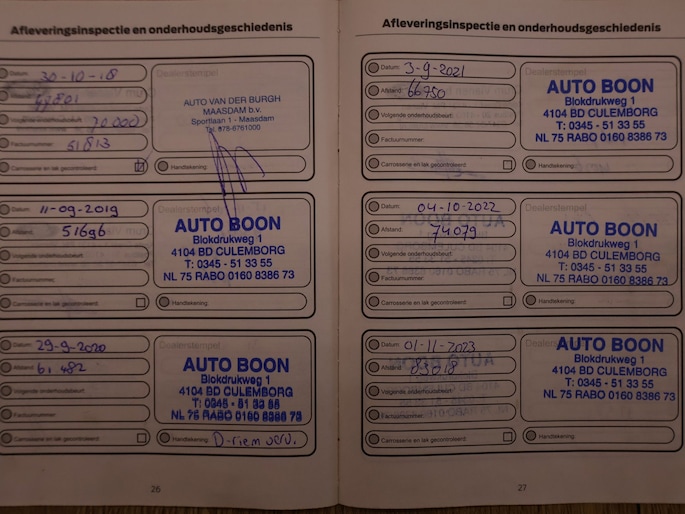 Afleveringsinspectie en onderhoudsgeschiedenis
Datum: 30-10-18
Dealerstempel
Volgende onderhoudsbeurt: 70.000
Factuurnummer: 61813
Carrosserie en lak gecontroleerd:
AUTO VAN DER BURGH
MAASDAM b.v.
Sportlaan 1 - Maasdam
Tel. 078-6761000
Handtekening:
Datum: 11-09-2019
Afstand: 51696
Volgende onderhoudsbeurt:
Factuurnummer:
Carrosserie en lak gecontroleerd:
Dealerstempel
AUTO BOON
Blokdrukweg 1
4104 BD CULEMBORG
T: 0345 - 51 33 55
NL 75 RABO 0160 8386 73
Handtekening:
Datum: 29-9-2020
Afstand: 61 482
Volgende onderhoudsbeurt:
Factuurnummer:
Carrosserie en lak gecontroleerd:
Dealerstempel
AUTO BOON
Blokdrukweg 1
4104 BD CULEMBORG
T: 0345 - 51 33 55
NL 75 RABO 0160 8386 73
Handtekening: D-riem verv.
26
Afleveringsinspectie en onderhoudsgeschiedenis
Datum: 3-9-2021
Afstand: 66750
Volgende onderhoudsbeurt:
Factuurnummer:
Carrosserie en lak gecontroleerd:
Dealerstempel
AUTO BOON
Blokdrukweg 1
4104 BD CULEMBORG
T: 0345 - 51 33 55
NL 75 RABO 0160 8386 73
Handtekening:
Datum: 04-10-2022
Afstand: 74079
Volgende onderhoudsbeurt:
Factuurnummer:
Carrosserie en lak gecontroleerd:
Dealerstempel
AUTO BOON
Blokdrukweg 1
4104 BD CULEMBORG
T: 0345 - 51 33 55
NL 75 RABO 0160 8386 73
Handtekening:
Datum: 01-11-2023
Afstand: 83018
Volgende onderhoudsbeurt:
Factuurnummer:
Carrosserie en lak gecontroleerd:
Dealerstempel
AUTO BOON
Blokdrukweg 1
4104 BD CULEMBORG
T: 0345 - 51 33 55
NL 75 RABO 0160 8386 73
Handtekening:
27